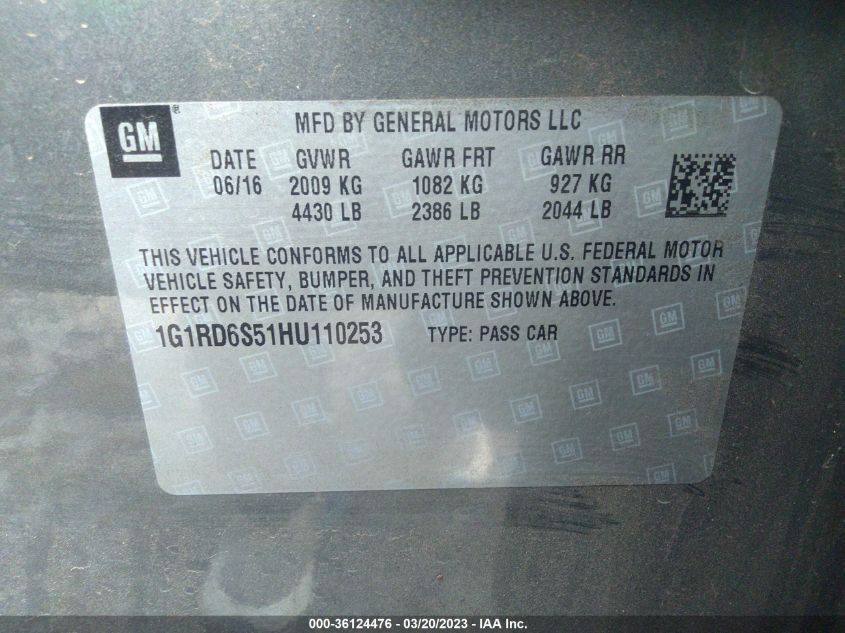 GM ®
MFD BY GENERAL MOTORS LLC
DATE GVWR GAWR FRT GAWR RR
06/16 2009 KG 1082 KG 927 KG
4430 LB 2386 LB 2044 LB
THIS VEHICLE CONFORMS TO ALL APPLICABLE U.S. FEDERAL MOTOR
VEHICLE SAFETY, BUMPER, AND THEFT PREVENTION STANDARDS IN
EFFECT ON THE DATE OF MANUFACTURE SHOWN ABOVE.
1G1RD6S51HU110253 TYPE: PASS CAR
000-36124476 - 03/20/2023 - IAA Inc.